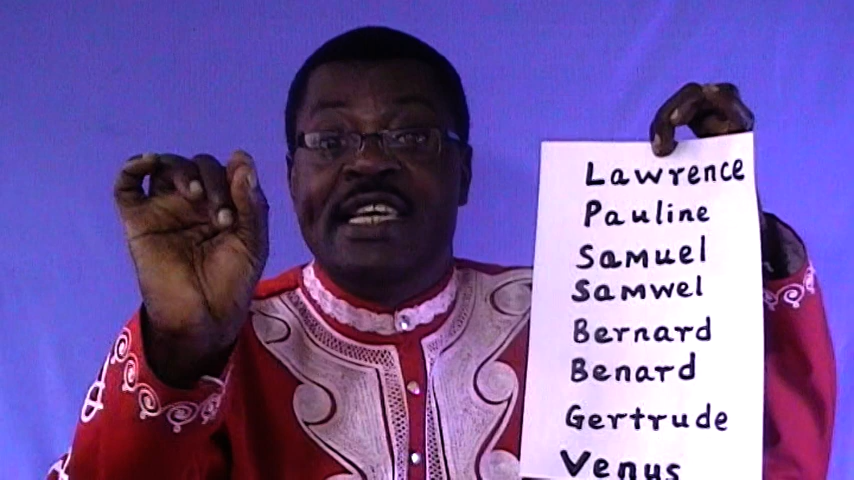 Lawrence
Pauline
Samuel
Samwel
Bernard
Benard
Gertrude
Venus